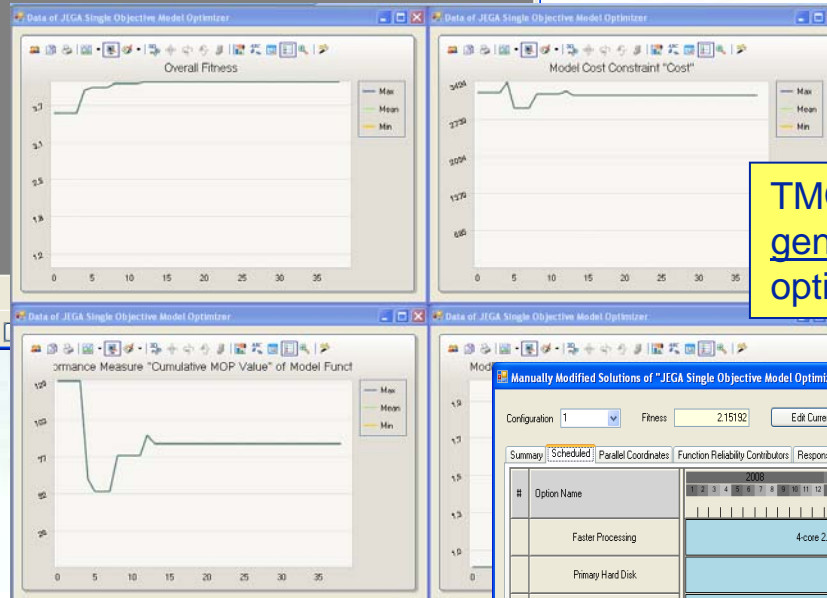 Data of JEGA Single Objective Model Optimizer
Overall Fitness
3.7
3.1
2.5
1.8
1.2
0 5 10 15 20 25 30 35
Max
Mean
Min
Data of JEGA Single Objective Model Optimizer
Model Cost Constraint "Cost"
3424
2739
2054
1370
685
0 5 10 15 20 25 30 35
Max
Mean
Min
gen
opti
Data of JEGA Single Objective Model Optimizer
ormance Measure "Cumulative MOP Value" of Model Funct
129
103
77
0 5 10 15 20 25 30 35
Max
Mean
Min
Data of JEGA Single Objective Model Optimizer
Mod
1.9
1.7
1.5
1.3
1.0
0
Manually Modified Solutions of "JEGA Single Objective Model Optimiz
Configuration 1 Fitness 2.15192 Edit Curre
Summary Scheduled Parallel Coordinates Function Reliability Contributors Respon
# Option Name 2008
1 2 3 4 5 6 7 8 9 10 11 12
Faster Processing 4-core 2.
Primary Hard Disk